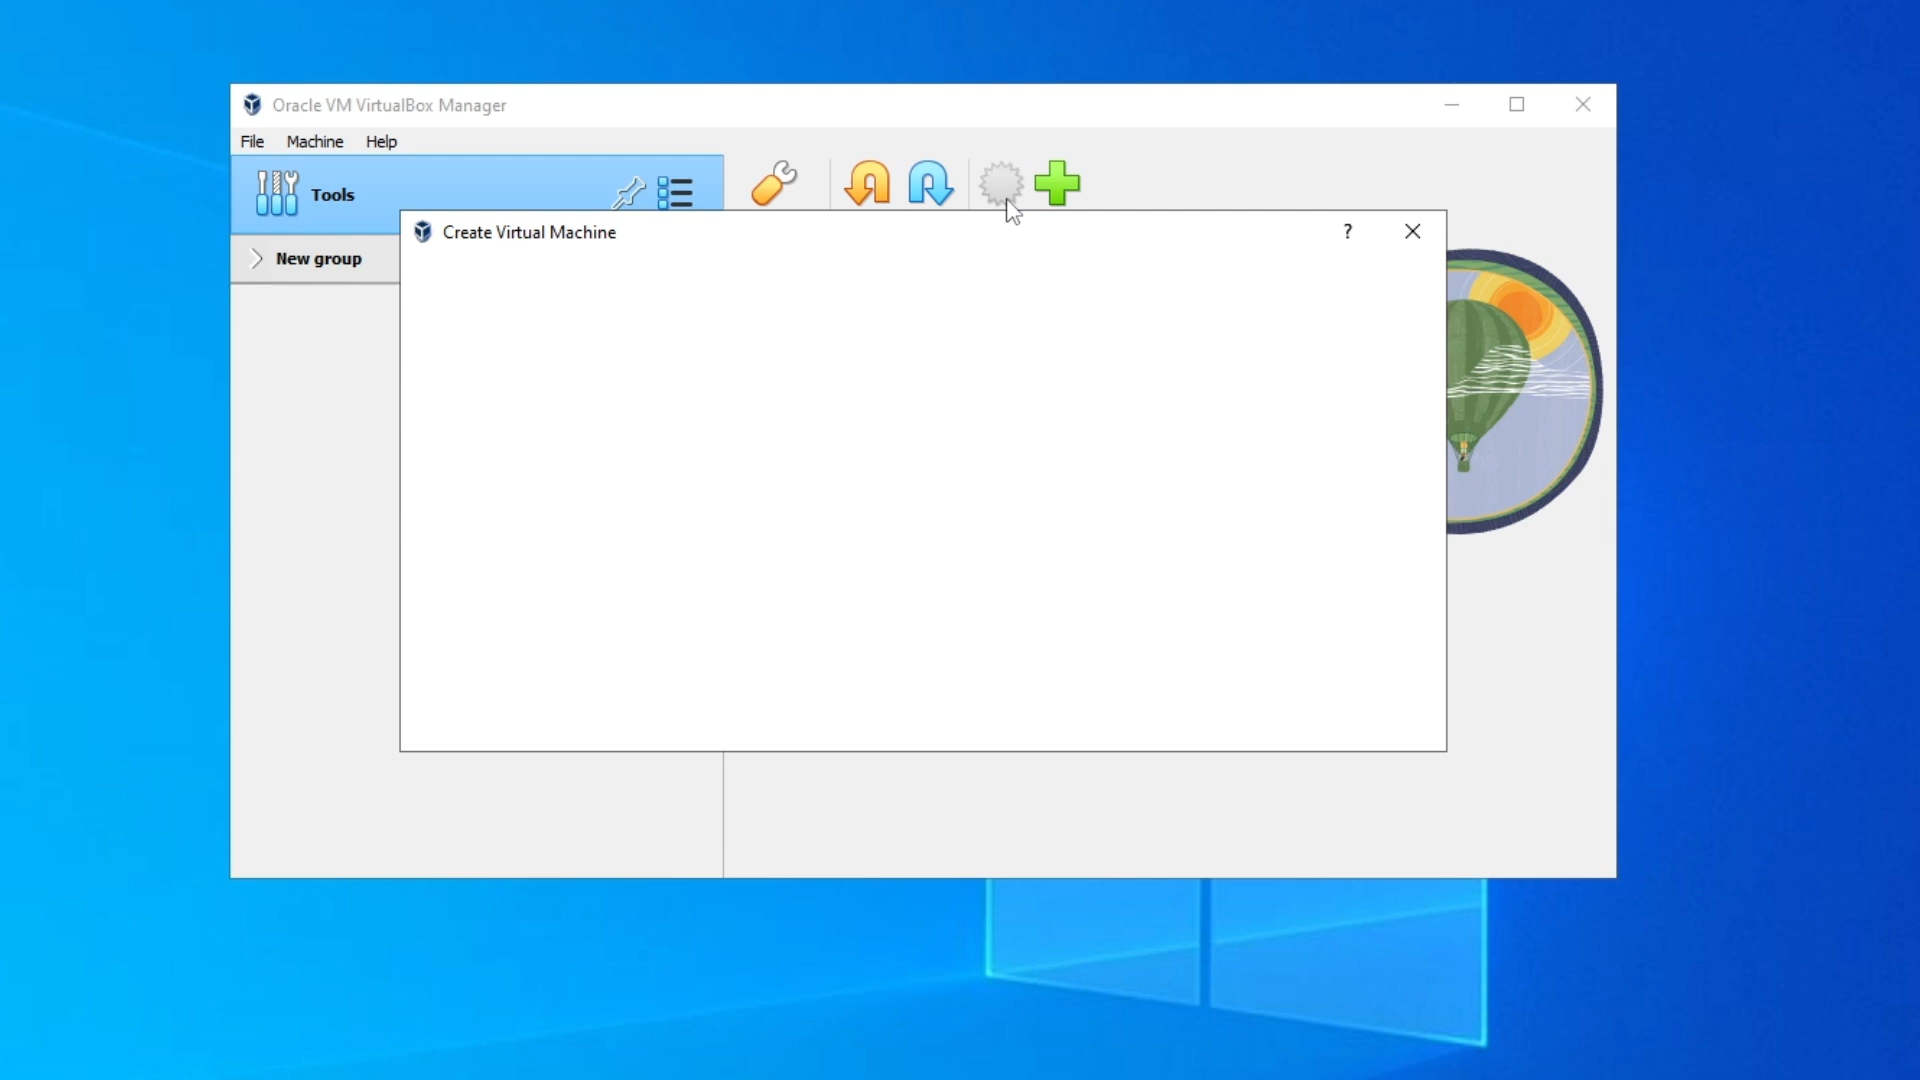 Oracle VM VirtualBox Manager
File Machine Help
Tools
Create Virtual Machine ?
New group